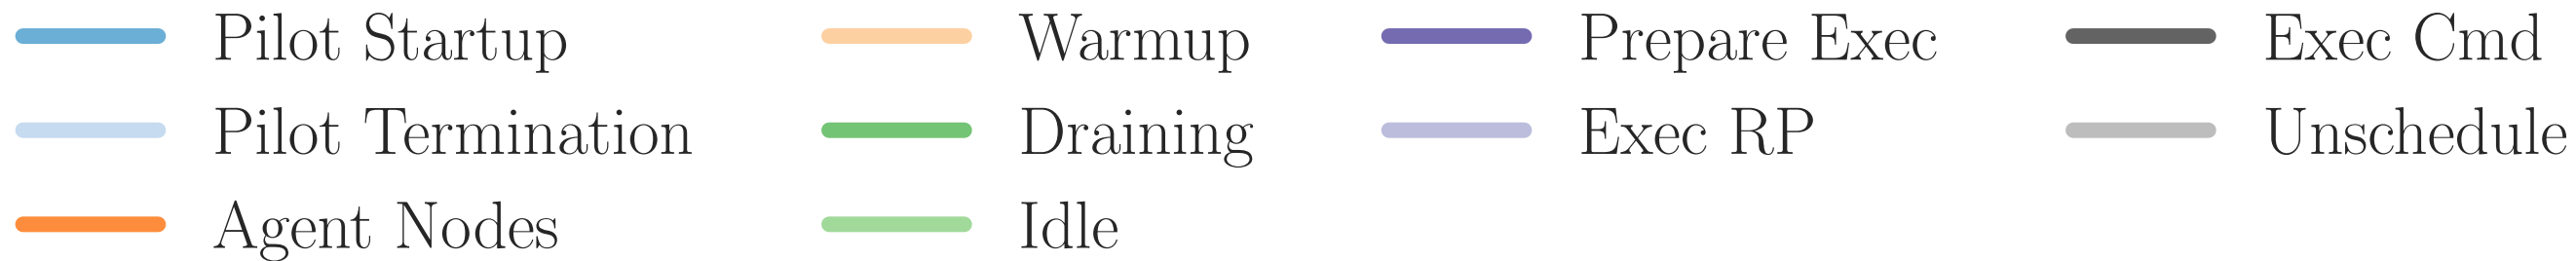 Pilot Startup Warmup Prepare Exec Exec Cmd
Pilot Termination Draining Exec RP Unschedule
Agent Nodes Idle